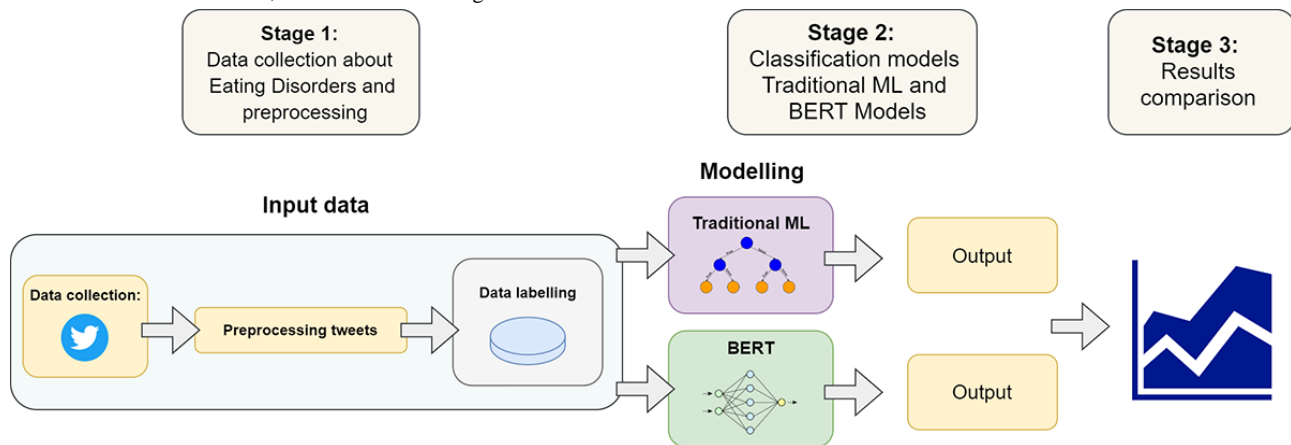 Stage 1:
Data collection about
Eating Disorders and
preprocessing
Stage 2:
Classification models
Traditional ML and
BERT Models
Stage 3:
Results
comparison
Input data
Modelling
Data collection:
Preprocessing tweets
Data labelling
Traditional ML
BERT
Output
Output